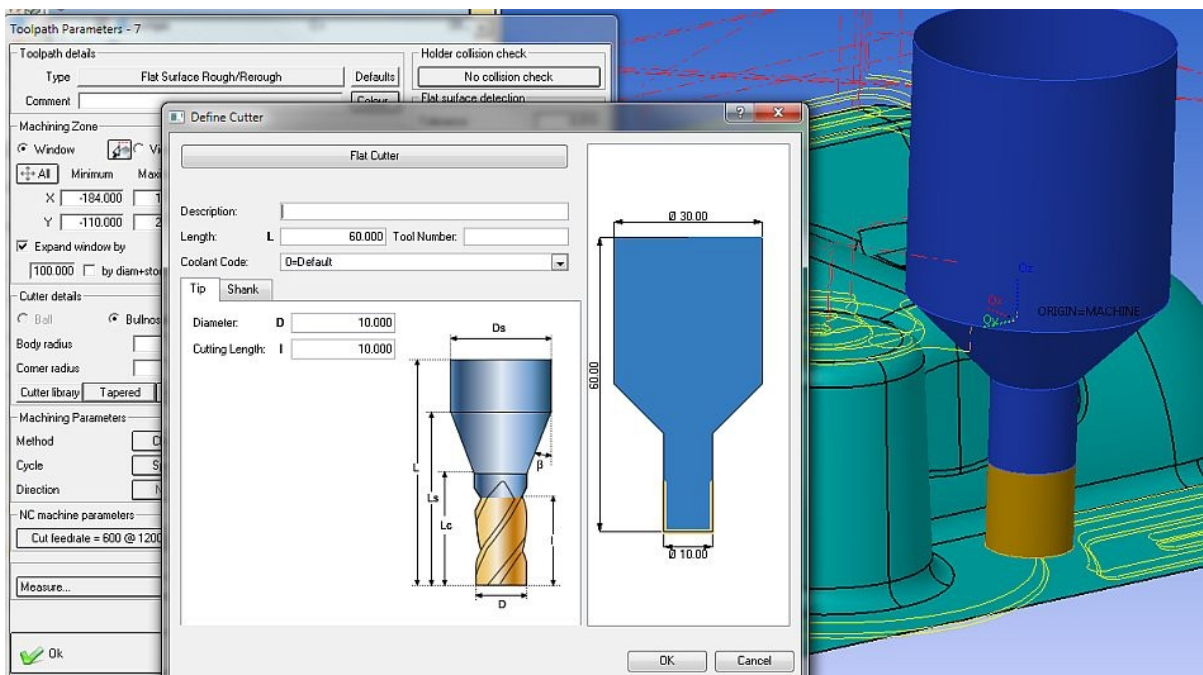 Toolpath Parameters - 7
Toolpath details
Type Flat Surface Rough/Rerough Defaults
Comment Colour
Holder collision check
No collision check
Flat surface detection
Tolerance
Machining Zone
Window
All Minimum
X -184.000
Y -110.000
Expand window by
100.000 by
Cutter details
Ball
Body radius
Corner radius
Cutter library Tapered
Machining Parameters
Method
Cycle
Direction
NC machine parameters
Cut feedrate = 600 @ 1200
Measure...
Ok
Define Cutter
? X
Flat Cutter
Description:
Length: L 60.000 Tool Number:
Coolant Code: 0=Default
Tip Shank
Diameter: D 10.000
Cutting Length: l 10.000
Ds
β
L
Ls
Lc
l
D
Ø 30.00
60.00
Ø 10.00
OK Cancel
Oz
Ox
Oy
ORIGIN=MACHINE